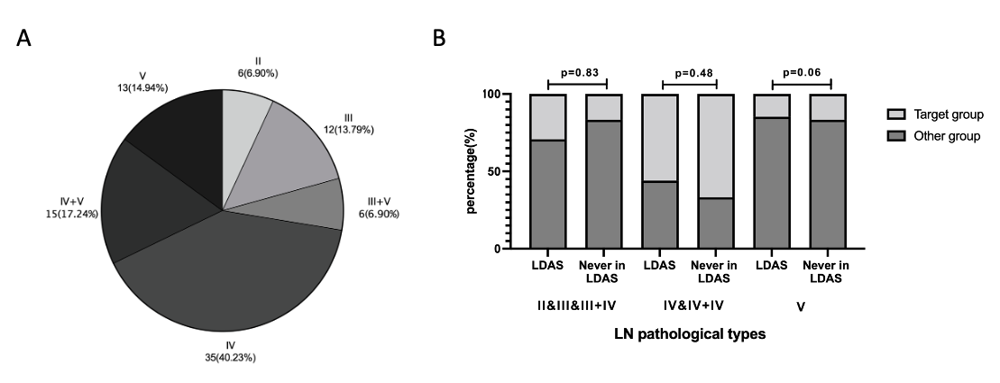 A
II
6(6.90%)
III
12(13.79%)
III+V
6(6.90%)
IV
35(40.23%)
IV+V
15(17.24%)
V
13(14.94%)
B
p=0.83
p=0.48
p=0.06
100
50
0
percentage(%)
LDAS
Never in
LDAS
LDAS
Never in
LDAS
LDAS
Never in
LDAS
II&III&III+IV
IV&IV+IV
V
LN pathological types
Target group
Other group